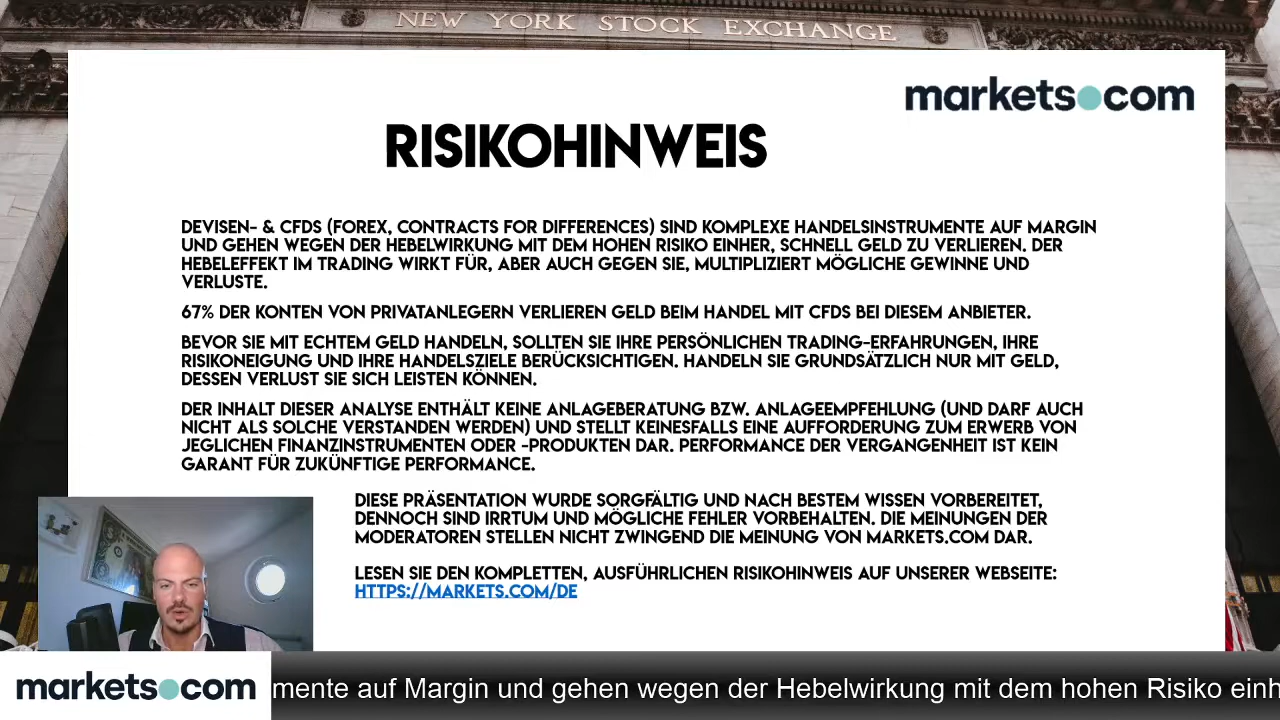 NEW YORK STOCK EXCHANGE
markets.com
RISIKOHINWEIS
DEVISEN- & CFDS (FOREX, CONTRACTS FOR DIFFERENCES) SIND KOMPLEXE HANDELSINSTRUMENTE AUF MARGIN
UND GEHEN WEGEN DER HEBELWIRKUNG MIT DEM HOHEN RISIKO EINHER, SCHNELL GELD ZU VERLIEREN. DER
HEBELEFFEKT IM TRADING WIRKT FÜR, ABER AUCH GEGEN SIE, MULTIPLIZIERT MÖGLICHE GEWINNE UND
VERLUSTE.
67% DER KONTEN VON PRIVATANLEGERN VERLIEREN GELD BEIM HANDEL MIT CFDS BEI DIESEM ANBIETER.
BEVOR SIE MIT ECHTEM GELD HANDELN, SOLLTEN SIE IHRE PERSÖNLICHEN TRADING-ERFAHRUNGEN, IHRE
RISIKONEIGUNG UND IHRE HANDELSZIELE BERÜCKSICHTIGEN. HANDELN SIE GRUNDSÄTZLICH NUR MIT GELD,
DESSEN VERLUST SIE SICH LEISTEN KÖNNEN.
DER INHALT DIESER ANALYSE ENTHÄLT KEINE ANLAGEBERATUNG BZW. ANLAGEEMPFEHLUNG (UND DARF AUCH
NICHT ALS SOLCHE VERSTANDEN WERDEN) UND STELLT KEINESFALLS EINE AUFFORDERUNG ZUM ERWERB VON
JEGLICHEN FINANZINSTRUMENTEN ODER -PRODUKTEN DAR. PERFORMANCE DER VERGANGENHEIT IST KEIN
GARANT FÜR ZUKÜNFTIGE PERFORMANCE.
DIESE PRÄSENTATION WURDE SORGFÄLTIG UND NACH BESTEM WISSEN VORBEREITET,
DENNOCH SIND IRRTUM UND MÖGLICHE FEHLER VORBEHALTEN. DIE MEINUNGEN DER
MODERATOREN STELLEN NICHT ZWINGEND DIE MEINUNG VON MARKETS.COM DAR.
LESEN SIE DEN KOMPLETTEN, AUSFÜHRLICHEN RISIKOHINWEIS AUF UNSERER WEBSEITE:
HTTPS://MARKETS.COM/DE
markets.com
mente auf Margin und gehen wegen der Hebelwirkung mit dem hohen Risiko einh